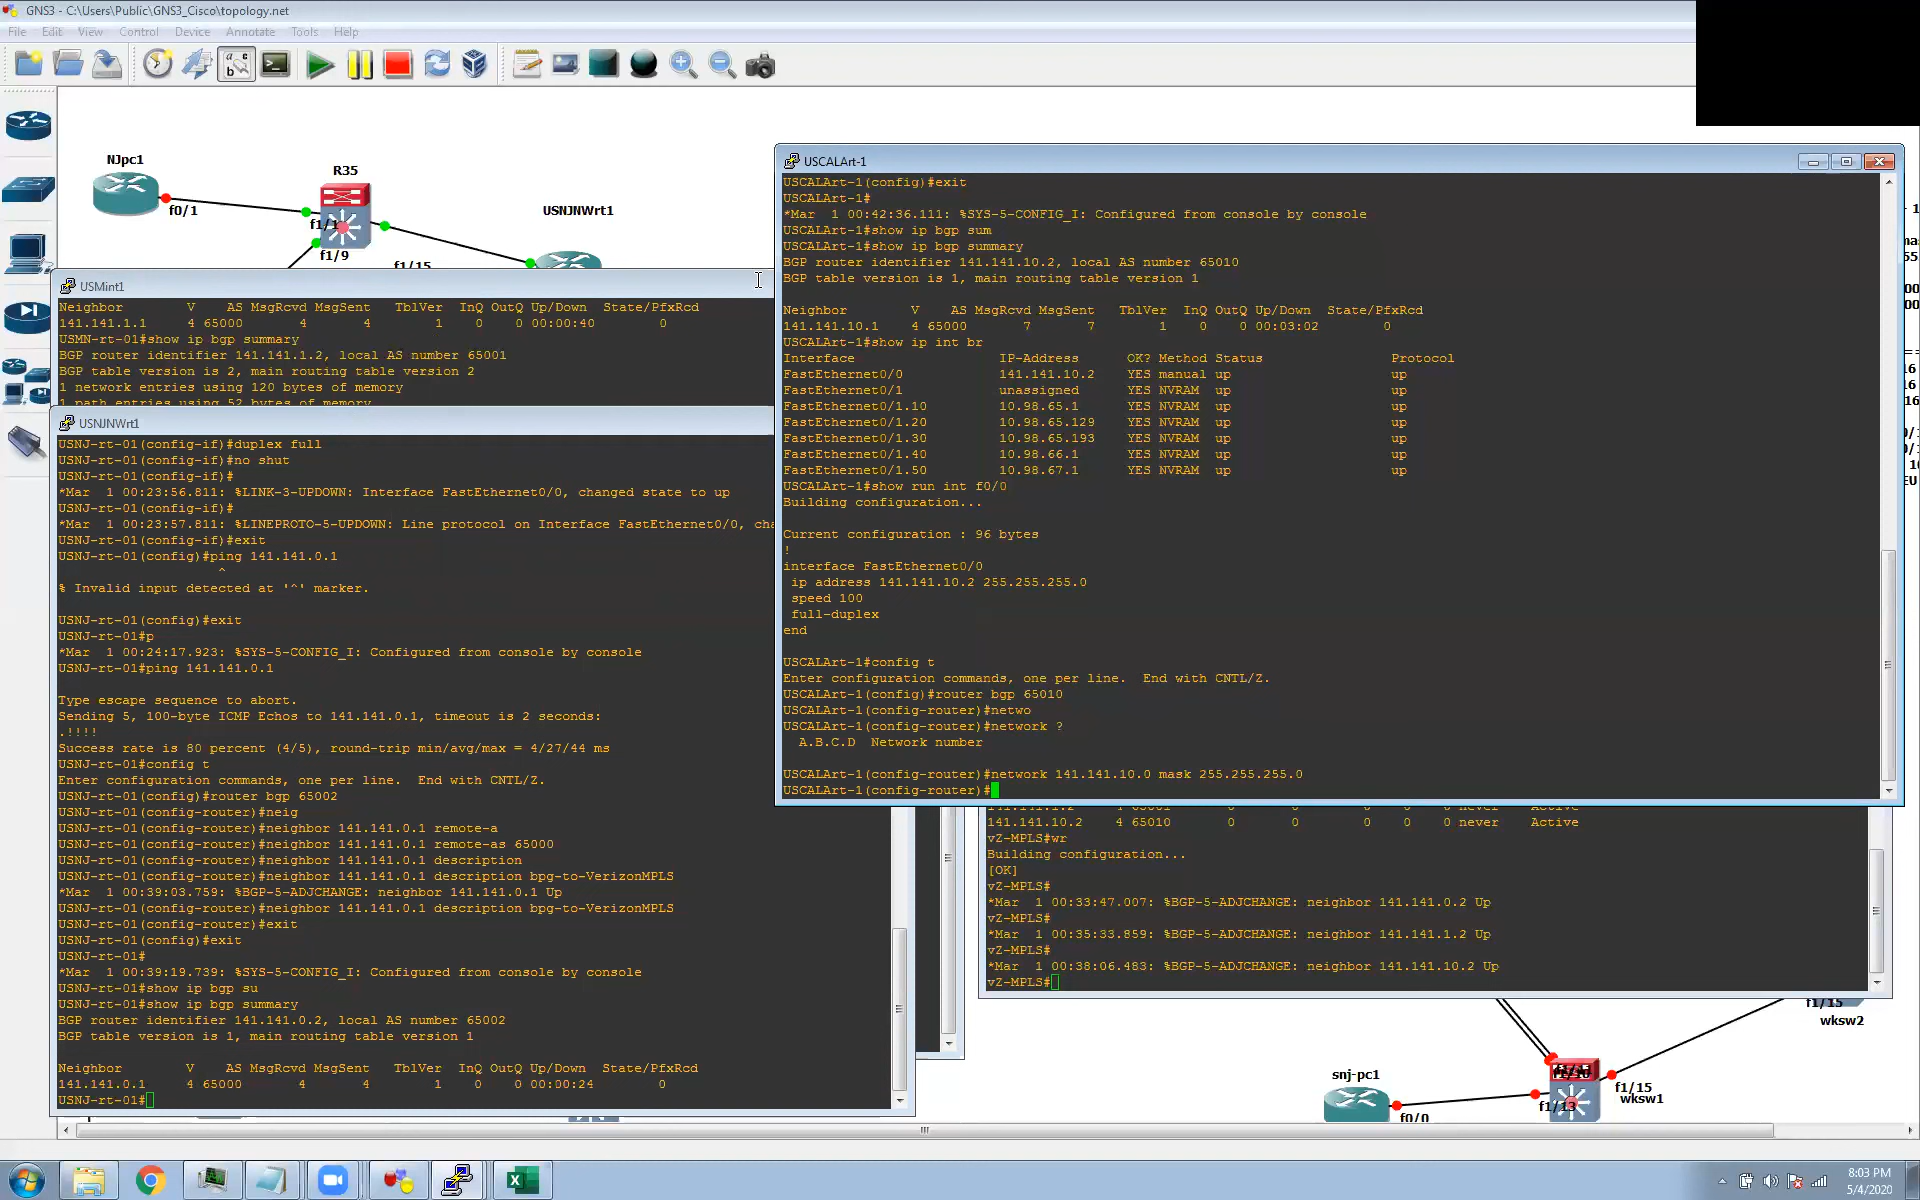 GNS3 - C:\Users\Public\GNS3_Cisco\topology.net
File Edit View Control Device Annotate Tools Help
NJpc1
R35
f0/1
f1/1
f1/9
f1/15
USNJNWrt1
USMint1
Neighbor V AS MsgRcvd MsgSent TblVer InQ OutQ Up/Down State/PfxRcd
141.141.1.1 4 65000 4 4 1 0 0 00:00:40 0
USMN-rt-01#show ip bgp summary
BGP router identifier 141.141.1.2, local AS number 65001
BGP table version is 2, main routing table version 2
1 network entries using 120 bytes of memory
1 path entries using 52 bytes of memory
USNJNWrt1
USNJ-rt-01(config-if)#duplex full
USNJ-rt-01(config-if)#no shut
USNJ-rt-01(config-if)#
*Mar 1 00:23:56.811: %LINK-3-UPDOWN: Interface FastEthernet0/0, changed state to up
USNJ-rt-01(config-if)#
*Mar 1 00:23:57.811: %LINEPROTO-5-UPDOWN: Line protocol on Interface FastEthernet0/0, cha
USNJ-rt-01(config-if)#exit
USNJ-rt-01(config)#ping 141.141.0.1
^
% Invalid input detected at '^' marker.
USNJ-rt-01(config)#exit
USNJ-rt-01#p
*Mar 1 00:24:17.923: %SYS-5-CONFIG_I: Configured from console by console
USNJ-rt-01#ping 141.141.0.1
Type escape sequence to abort.
Sending 5, 100-byte ICMP Echos to 141.141.0.1, timeout is 2 seconds:
.!!!!
Success rate is 80 percent (4/5), round-trip min/avg/max = 4/27/44 ms
USNJ-rt-01#config t
Enter configuration commands, one per line. End with CNTL/Z.
USNJ-rt-01(config)#router bgp 65002
USNJ-rt-01(config-router)#neig
USNJ-rt-01(config-router)#neighbor 141.141.0.1 remote-a
USNJ-rt-01(config-router)#neighbor 141.141.0.1 remote-as 65000
USNJ-rt-01(config-router)#neighbor 141.141.0.1 description
USNJ-rt-01(config-router)#neighbor 141.141.0.1 description bpg-to-VerizonMPLS
*Mar 1 00:39:03.759: %BGP-5-ADJCHANGE: neighbor 141.141.0.1 Up
USNJ-rt-01(config-router)#neighbor 141.141.0.1 description bpg-to-VerizonMPLS
USNJ-rt-01(config-router)#exit
USNJ-rt-01(config)#exit
USNJ-rt-01#
*Mar 1 00:39:19.739: %SYS-5-CONFIG_I: Configured from console by console
USNJ-rt-01#show ip bgp su
USNJ-rt-01#show ip bgp summary
BGP router identifier 141.141.0.2, local AS number 65002
BGP table version is 1, main routing table version 1
Neighbor V AS MsgRcvd MsgSent TblVer InQ OutQ Up/Down State/PfxRcd
141.141.0.1 4 65000 4 4 1 0 0 00:00:24 0
USNJ-rt-01#
USCALArt-1
USCALArt-1(config)#exit
USCALArt-1#
*Mar 1 00:42:36.111: %SYS-5-CONFIG_I: Configured from console by console
USCALArt-1#show ip bgp sum
USCALArt-1#show ip bgp summary
BGP router identifier 141.141.10.2, local AS number 65010
BGP table version is 1, main routing table version 1
Neighbor V AS MsgRcvd MsgSent TblVer InQ OutQ Up/Down State/PfxRcd
141.141.10.1 4 65000 7 7 1 0 0 00:03:02 0
USCALArt-1#show ip int br
Interface IP-Address OK? Method Status Protocol
FastEthernet0/0 141.141.10.2 YES manual up up
FastEthernet0/1 unassigned YES NVRAM up up
FastEthernet0/1.10 10.98.65.1 YES NVRAM up up
FastEthernet0/1.20 10.98.65.129 YES NVRAM up up
FastEthernet0/1.30 10.98.65.193 YES NVRAM up up
FastEthernet0/1.40 10.98.66.1 YES NVRAM up up
FastEthernet0/1.50 10.98.67.1 YES NVRAM up up
USCALArt-1#show run int f0/0
Building configuration...
Current configuration : 96 bytes
!
interface FastEthernet0/0
ip address 141.141.10.2 255.255.255.0
speed 100
full-duplex
end
USCALArt-1#config t
Enter configuration commands, one per line. End with CNTL/Z.
USCALArt-1(config)#router bgp 65010
USCALArt-1(config-router)#netwo
USCALArt-1(config-router)#network ?
A.B.C.D Network number
USCALArt-1(config-router)#network 141.141.10.0 mask 255.255.255.0
USCALArt-1(config-router)#
141.141.10.2 4 65010 0 0 0 0 0 never Active
vZ-MPLS#wr
Building configuration...
[OK]
vZ-MPLS#
*Mar 1 00:33:47.007: %BGP-5-ADJCHANGE: neighbor 141.141.0.2 Up
vZ-MPLS#
*Mar 1 00:35:33.859: %BGP-5-ADJCHANGE: neighbor 141.141.1.2 Up
vZ-MPLS#
*Mar 1 00:38:06.483: %BGP-5-ADJCHANGE: neighbor 141.141.10.2 Up
vZ-MPLS#
f1/15
wksw2
snj-pc1
f0/0
f1/13
f1/15
wksw1
8:03 PM
5/4/2020